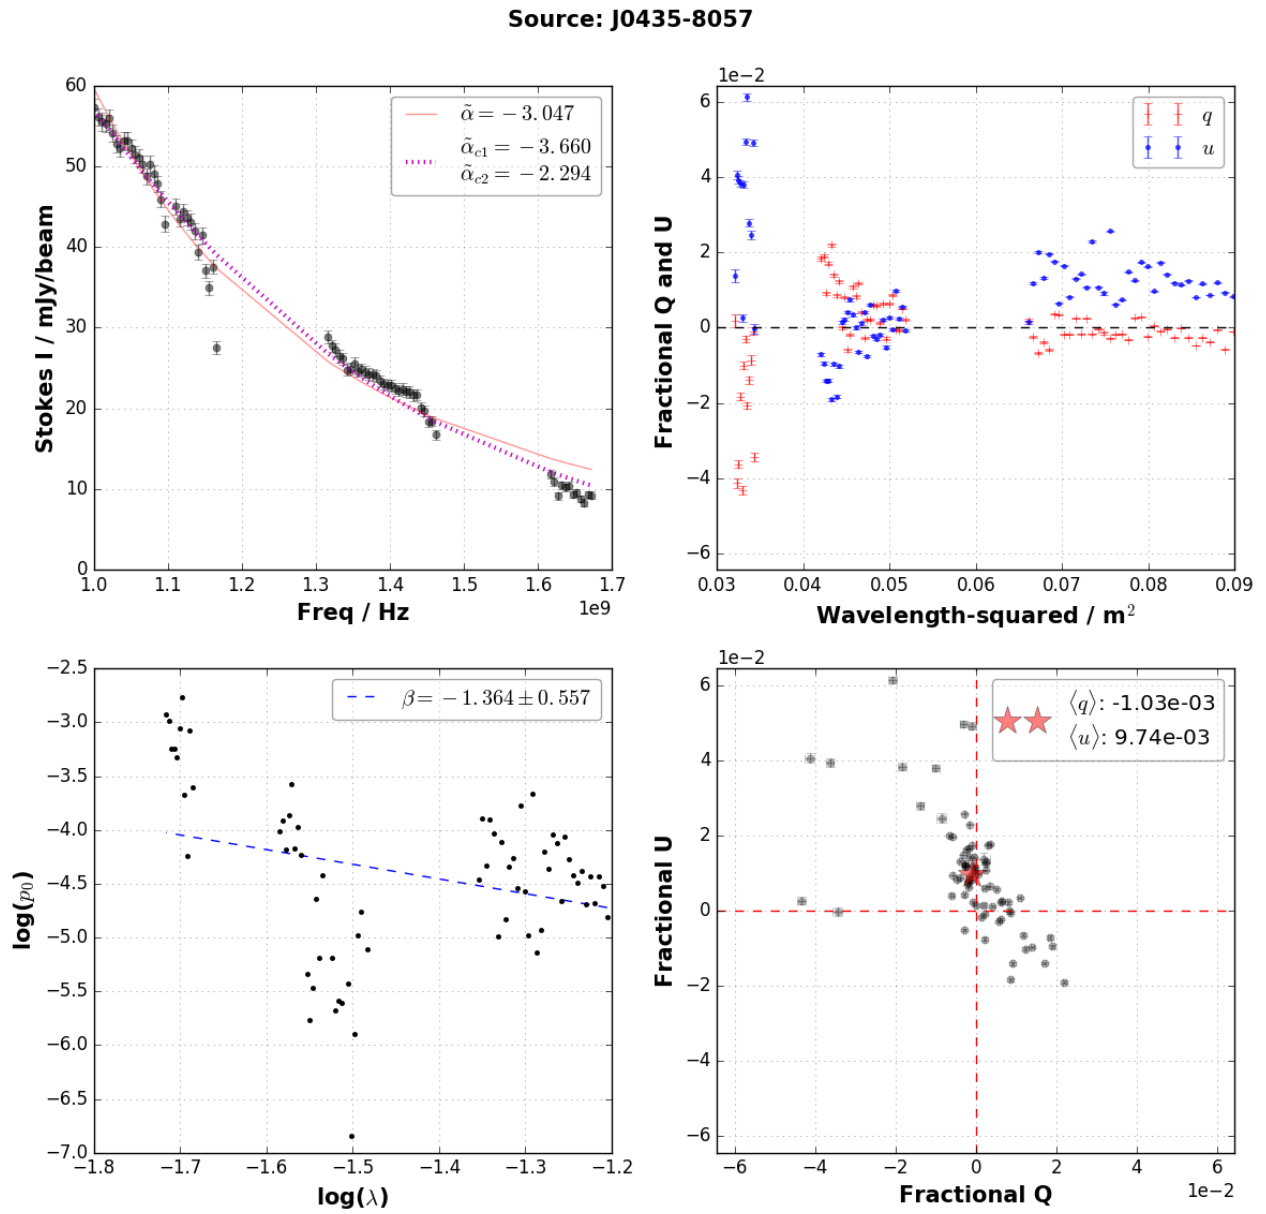 Source: J0435-8057
60
50
40
30
20
10
0
Stokes I / mJy/beam
α̃ = −3.047
α̃c1 = −3.660
α̃c2 = −2.294
1.0 1.1 1.2 1.3 1.4 1.5 1.6 1.7
Freq / Hz 1e9
1e−2
6
4
2
0
−2
−4
−6
Fractional Q and U
q
u
0.03 0.04 0.05 0.06 0.07 0.08 0.09
Wavelength-squared / m²
−2.5
−3.0
−3.5
−4.0
−4.5
−5.0
−5.5
−6.0
−6.5
−7.0
log(p₀)
β = −1.364 ± 0.557
−1.8 −1.7 −1.6 −1.5 −1.4 −1.3 −1.2
log(λ)
1e−2
6
4
2
0
−2
−4
−6
Fractional U
⟨q⟩: -1.03e-03
⟨u⟩: 9.74e-03
−6 −4 −2 0 2 4 6
Fractional Q 1e−2